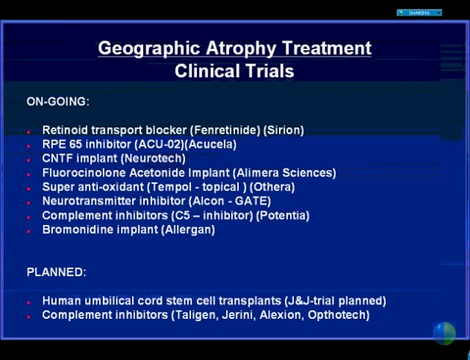 SHARING
Geographic Atrophy Treatment
Clinical Trials
ON-GOING:
Retinoid transport blocker (Fenretinide) (Sirion)
RPE 65 inhibitor (ACU-02)(Acucela)
CNTF implant (Neurotech)
Fluorocinolone Acetonide Implant (Alimera Sciences)
Super anti-oxidant (Tempol - topical ) (Othera)
Neurotransmitter inhibitor (Alcon - GATE)
Complement inhibitors (C5 – inhibitor) (Potentia)
Bromonidine implant (Allergan)
PLANNED:
Human umbilical cord stem cell transplants (J&J-trial planned)
Complement inhibitors (Taligen, Jerini, Alexion, Opthotech)